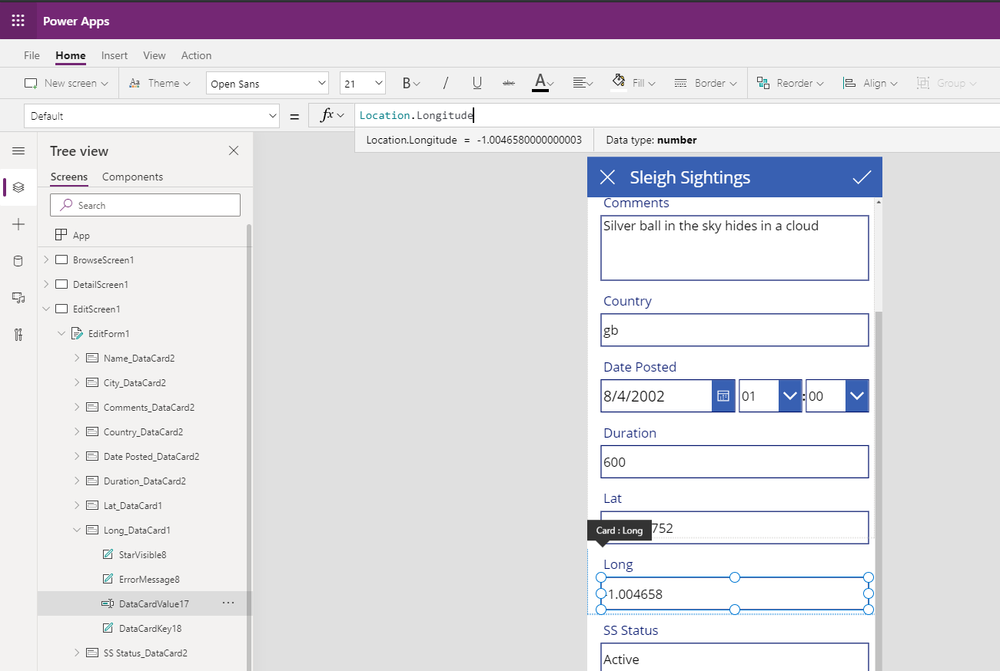 Power Apps
File Home Insert View Action
New screen Aa Theme Open Sans 21 B / U abc A Fill Border Reorder Align Group
Default = fx Location.Longitude
Location.Longitude = -1.0046580000000003 Data type: number
Tree view
Screens Components
Search
App
BrowseScreen1
DetailScreen1
EditScreen1
EditForm1
Name_DataCard2
City_DataCard2
Comments_DataCard2
Country_DataCard2
Date Posted_DataCard2
Duration_DataCard2
Lat_DataCard1
Long_DataCard1
StarVisible8
ErrorMessage8
DataCardValue17 ...
DataCardKey18
SS Status_DataCard2
Sleigh Sightings
Comments
Silver ball in the sky hides in a cloud
Country
gb
Date Posted
8/4/2002 01 : 00
Duration
600
Lat
752
Card : Long
Long
-1.004658
SS Status
Active